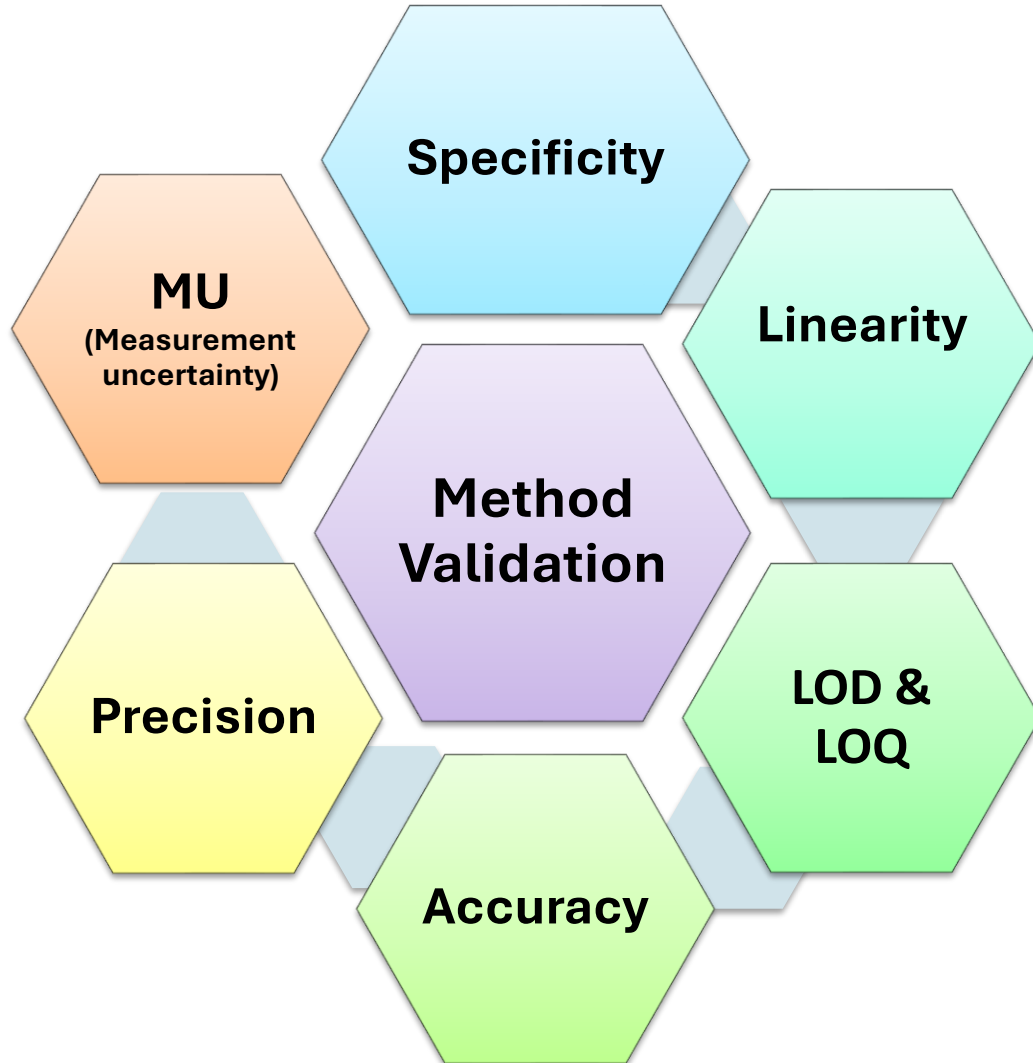 Specificity
MU
(Measurement
uncertainty)
Linearity
Method
Validation
Precision
LOD &
LOQ
Accuracy